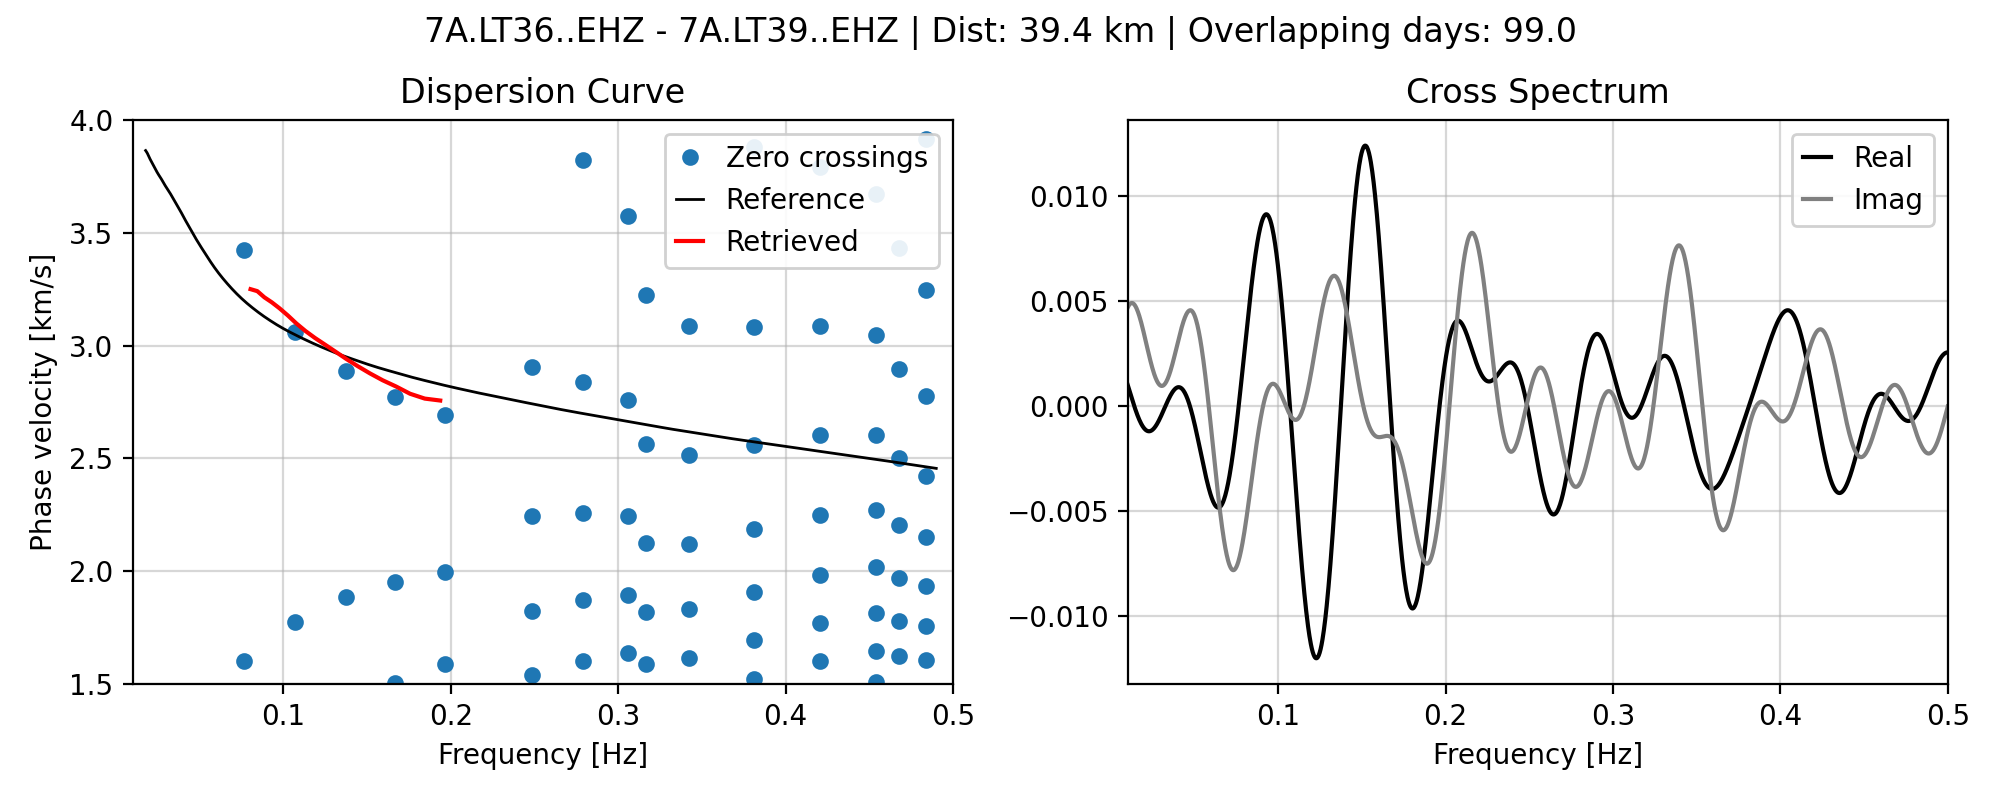 7A.LT36..EHZ - 7A.LT39..EHZ | Dist: 39.4 km | Overlapping days: 99.0
Dispersion Curve
4.0
3.5
3.0
2.5
2.0
1.5
Phase velocity [km/s]
Zero crossings
Reference
Retrieved
0.1 0.2 0.3 0.4 0.5
Frequency [Hz]
Cross Spectrum
0.010
0.005
0.000
−0.005
−0.010
Real
Imag
0.1 0.2 0.3 0.4 0.5
Frequency [Hz]